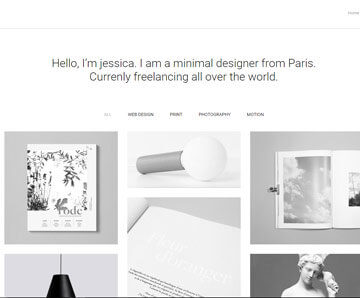 Home
Hello, I'm jessica. I am a minimal designer from Paris.
Currenly freelancing all over the world.
ALL WEB DESIGN PRINT PHOTOGRAPHY MOTION
rode
Fleur
d'oranger